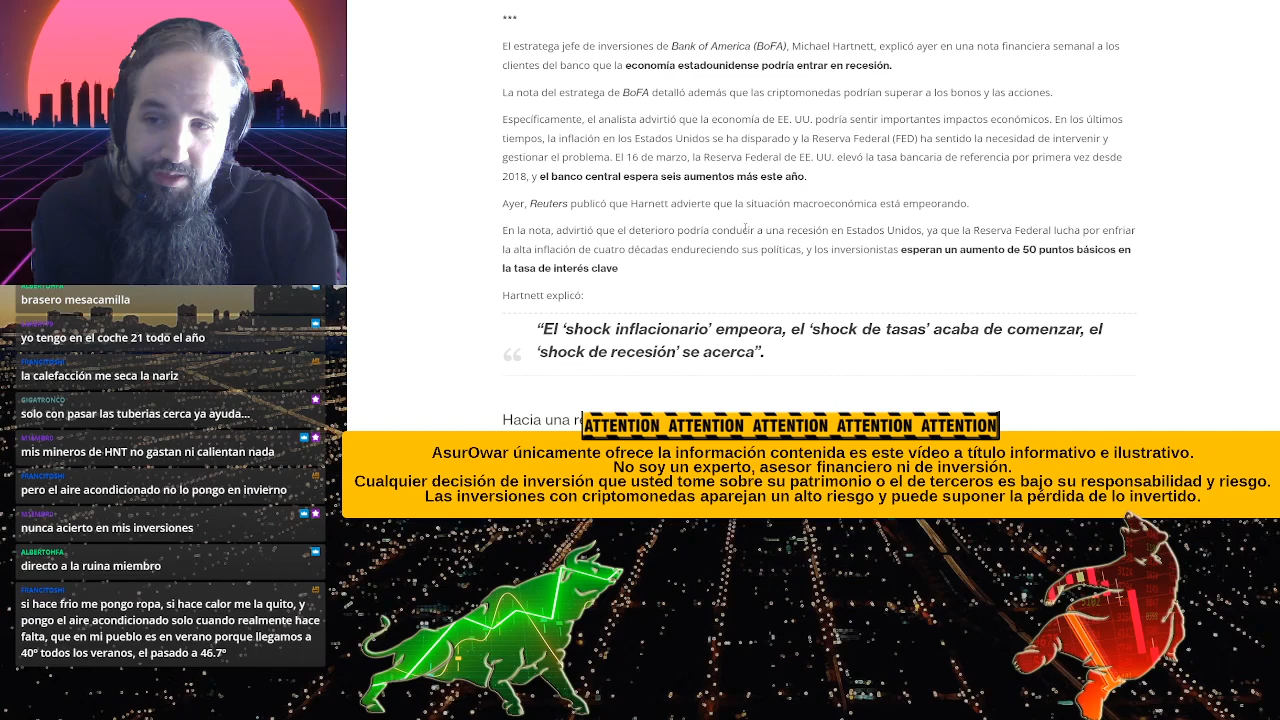 ***
El estratega jefe de inversiones de Bank of America (BoFA), Michael Hartnett, explicó ayer en una nota financiera semanal a los
clientes del banco que la economía estadounidense podría entrar en recesión.
La nota del estratega de BoFA detalló además que las criptomonedas podrían superar a los bonos y las acciones.
Específicamente, el analista advirtió que la economía de EE. UU. podría sentir importantes impactos económicos. En los últimos
tiempos, la inflación en los Estados Unidos se ha disparado y la Reserva Federal (FED) ha sentido la necesidad de intervenir y
gestionar el problema. El 16 de marzo, la Reserva Federal de EE. UU. elevó la tasa bancaria de referencia por primera vez desde
2018, y el banco central espera seis aumentos más este año.
Ayer, Reuters publicó que Harnett advierte que la situación macroeconómica está empeorando.
En la nota, advirtió que el deterioro podría conducir a una recesión en Estados Unidos, ya que la Reserva Federal lucha por enfriar
la alta inflación de cuatro décadas endureciendo sus políticas, y los inversionistas esperan un aumento de 50 puntos básicos en
la tasa de interés clave
Hartnett explicó:
“El ‘shock inflacionario’ empeora, el ‘shock de tasas’ acaba de comenzar, el
‘shock de recesión’ se acerca”.
Hacia una
ATTENTION ATTENTION ATTENTION ATTENTION ATTENTION
AsurOwar únicamente ofrece la información contenida es este vídeo a título informativo e ilustrativo.
No soy un experto, asesor financiero ni de inversión.
Cualquier decisión de inversión que usted tome sobre su patrimonio o el de terceros es bajo su responsabilidad y riesgo.
Las inversiones con criptomonedas aparejan un alto riesgo y puede suponer la pérdida de lo invertido.
ALBERTOHFA
brasero mesacamilla
yo tengo en el coche 21 todo el año
FRANCITOSHI
la calefacción me seca la nariz
GIGATRONCO
solo con pasar las tuberias cerca ya ayuda...
M1EMBR0
mis mineros de HNT no gastan ni calientan nada
FRANCITOSHI
pero el aire acondicionado no lo pongo en invierno
M1EMBR0
nunca acierto en mis inversiones
ALBERTOHFA
directo a la ruina miembro
FRANCITOSHI
si hace frio me pongo ropa, si hace calor me la quito, y
pongo el aire acondicionado solo cuando realmente hace
falta, que en mi pueblo es en verano porque llegamos a
40º todos los veranos, el pasado a 46.7º